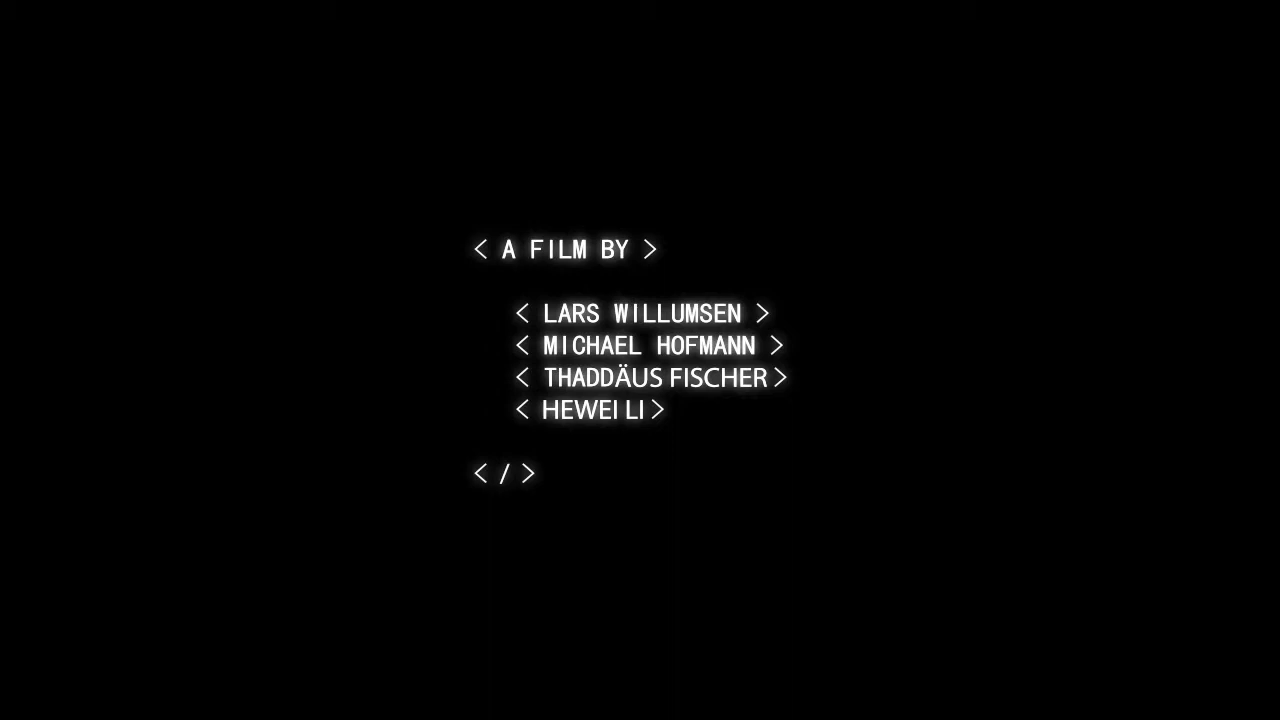 < A FILM BY >
< LARS WILLUMSEN >
< MICHAEL HOFMANN >
< THADDÄUS FISCHER >
< HEWEI LI >
< / >